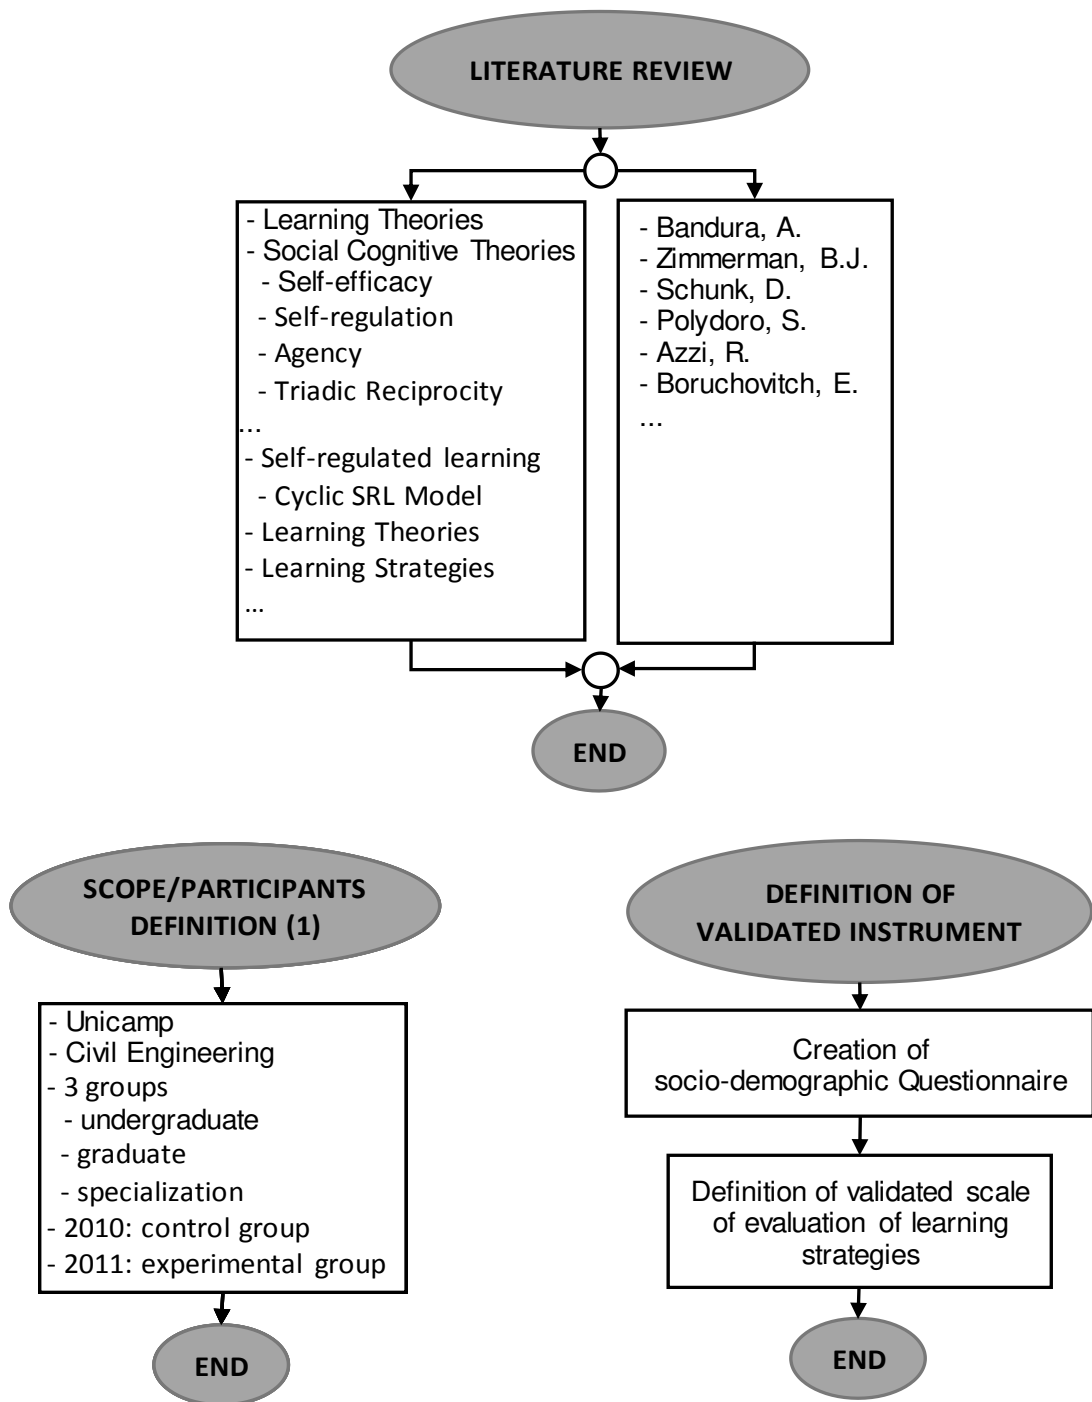 LITERATURE REVIEW
- Learning Theories
- Social Cognitive Theories
- Self-efficacy
- Self-regulation
- Agency
- Triadic Reciprocity
...
- Self-regulated learning
- Cyclic SRL Model
- Learning Theories
- Learning Strategies
...
- Bandura, A.
- Zimmerman, B.J.
- Schunk, D.
- Polydoro, S.
- Azzi, R.
- Boruchovitch, E.
...
END
SCOPE/PARTICIPANTS
DEFINITION (1)
- Unicamp
- Civil Engineering
- 3 groups
- undergraduate
- graduate
- specialization
- 2010: control group
- 2011: experimental group
END
DEFINITION OF
VALIDATED INSTRUMENT
Creation of
socio-demographic Questionnaire
Definition of validated scale
of evaluation of learning
strategies
END